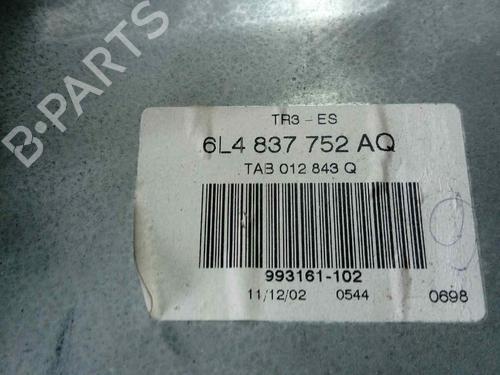 B-PARTS
TR3-ES
6L4 837 752 AQ
TAB 012 843 Q
993161-102
11/12/02 0544 0698